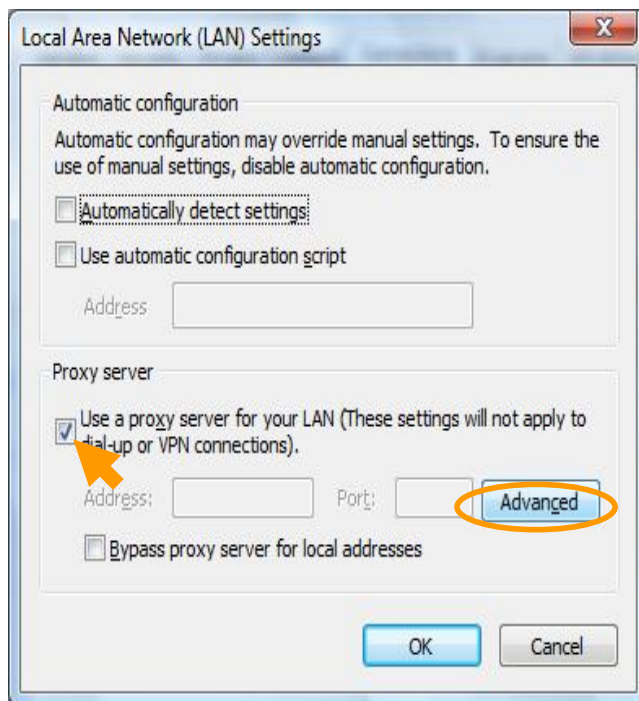 Local Area Network (LAN) Settings
X
Automatic configuration
Automatic configuration may override manual settings. To ensure the
use of manual settings, disable automatic configuration.
Automatically detect settings
Use automatic configuration script
Address
Proxy server
Use a proxy server for your LAN (These settings will not apply to
dial-up or VPN connections).
Address:
Port:
Advanced
Bypass proxy server for local addresses
OK
Cancel